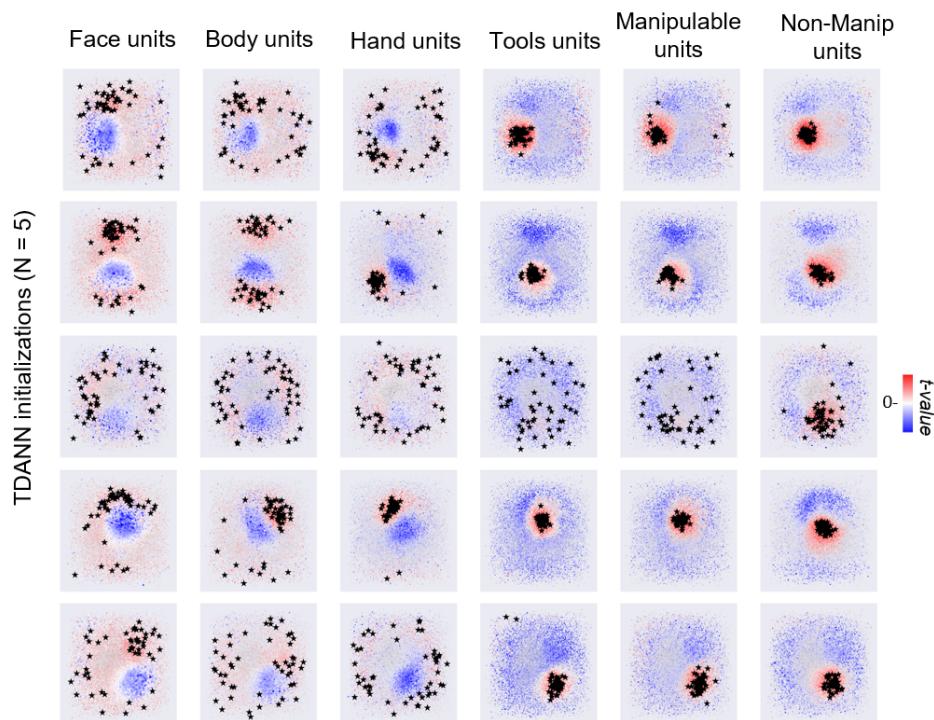 Face units
Body units
Hand units
Tools units
Manipulable
units
Non-Manip
units
TDANN initializations (N = 5)
0-
t-value